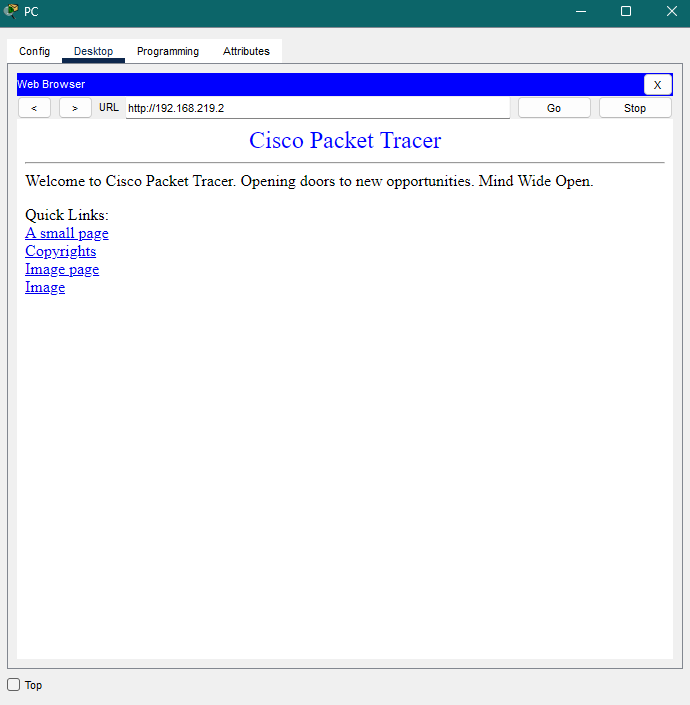 PC
Config Desktop Programming Attributes
Web Browser X
< > URL http://192.168.219.2 Go Stop
Cisco Packet Tracer
Welcome to Cisco Packet Tracer. Opening doors to new opportunities. Mind Wide Open.
Quick Links:
A small page
Copyrights
Image page
Image
Top